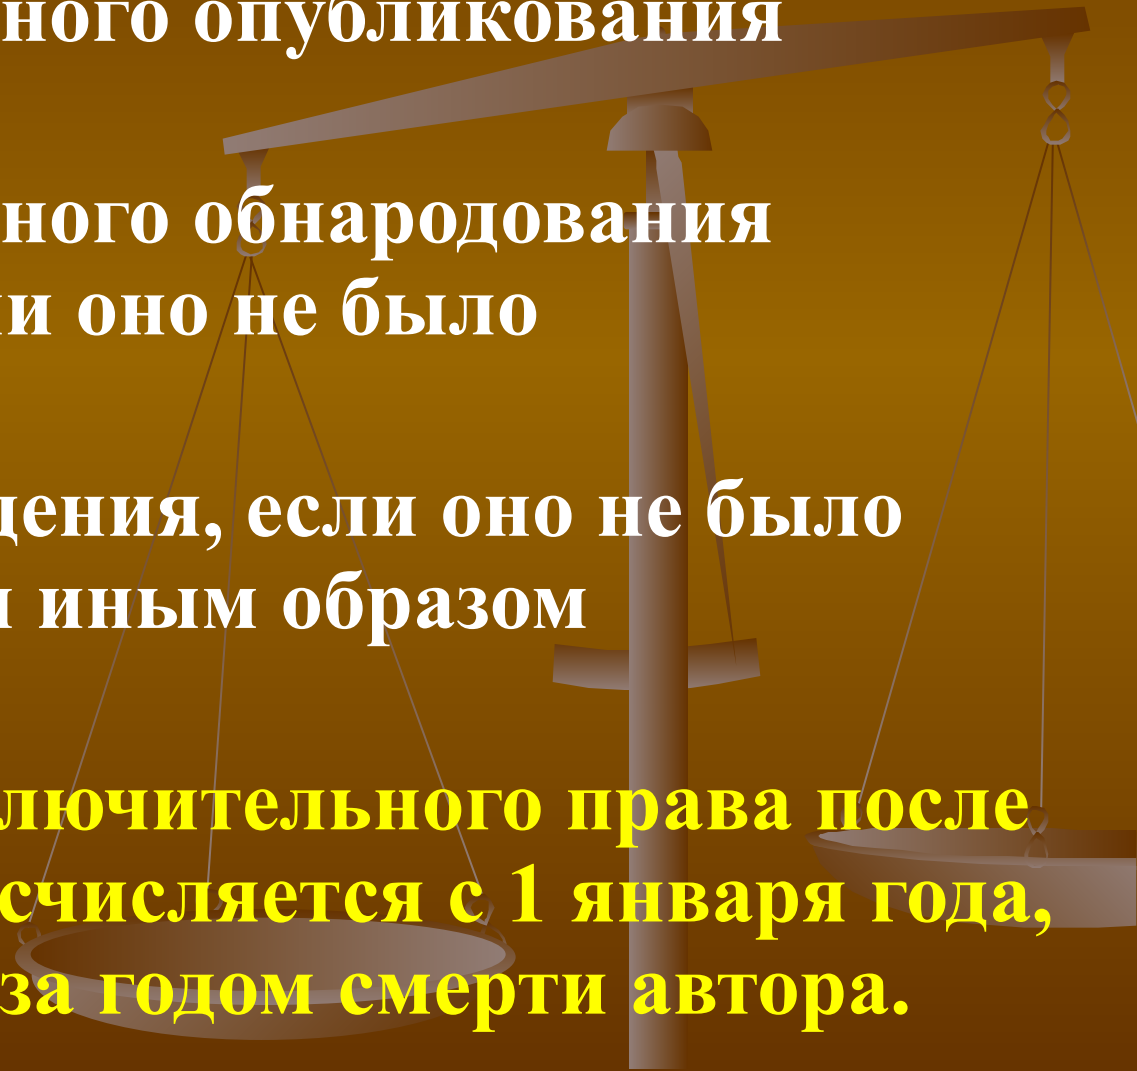 ного опубликования
ного обнародования
и оно не было
дения, если оно не было
и иным образом
лючительного права после
счисляется с 1 января года,
за годом смерти автора.